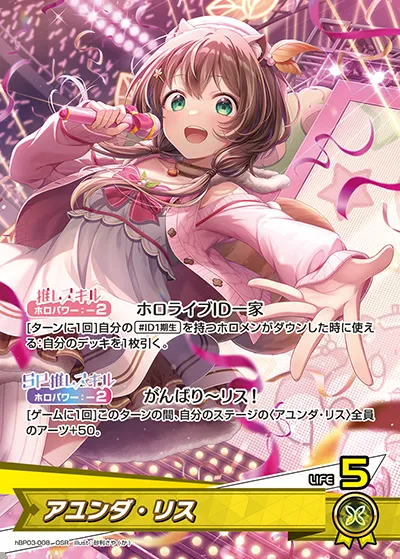 推しスキル
ホロパワー：－2
ホロライブID一家
[ターンに1回]自分の #ID1期生 を持つホロメンがダウンした時に使え
る：自分のデッキを1枚引く。
SP推しスキル
ホロパワー：－2
がんばり～リス！
[ゲームに1回]このターンの間、自分のステージの〈アユンダ・リス〉全員
のアーツ+50。
LIFE 5
アユンダ・リス
hBP03-008 OSR illust: